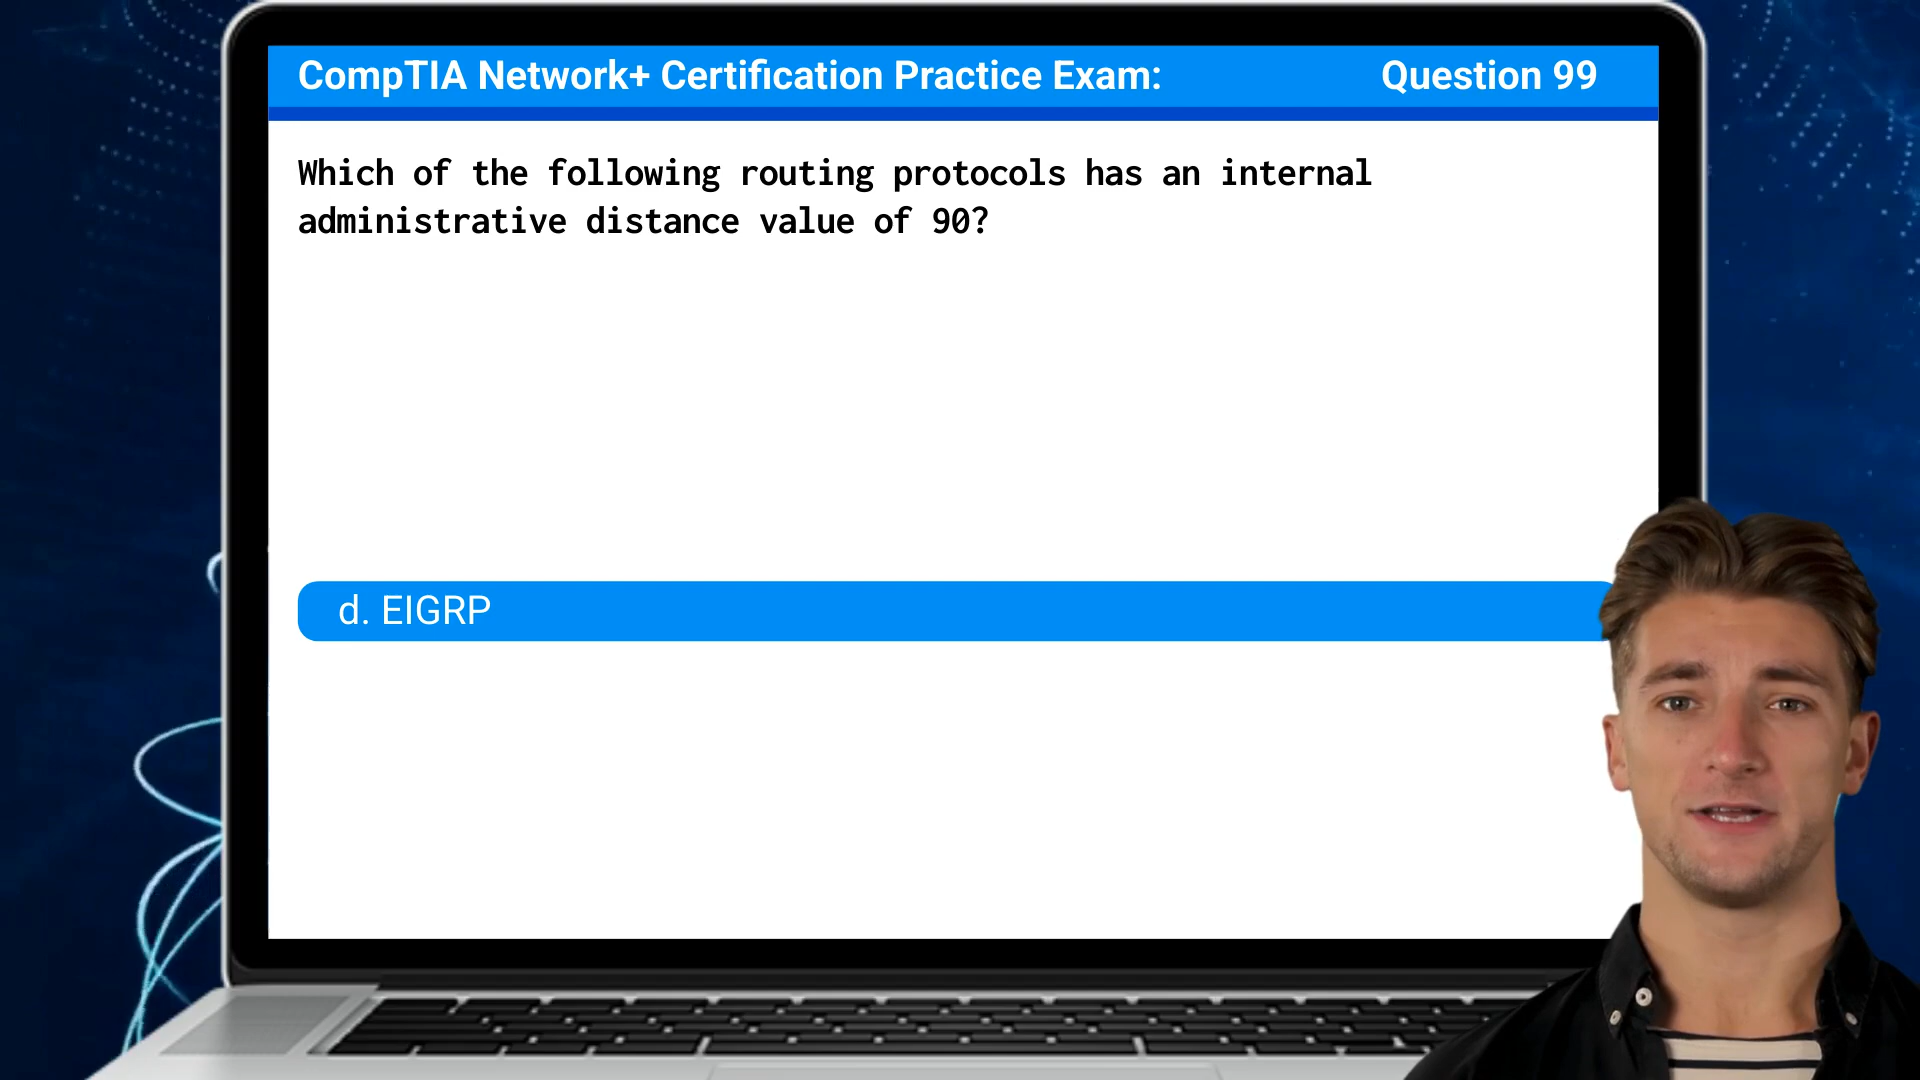 CompTIA Network+ Certification Practice Exam: Question 99
Which of the following routing protocols has an internal
administrative distance value of 90?
d. EIGRP